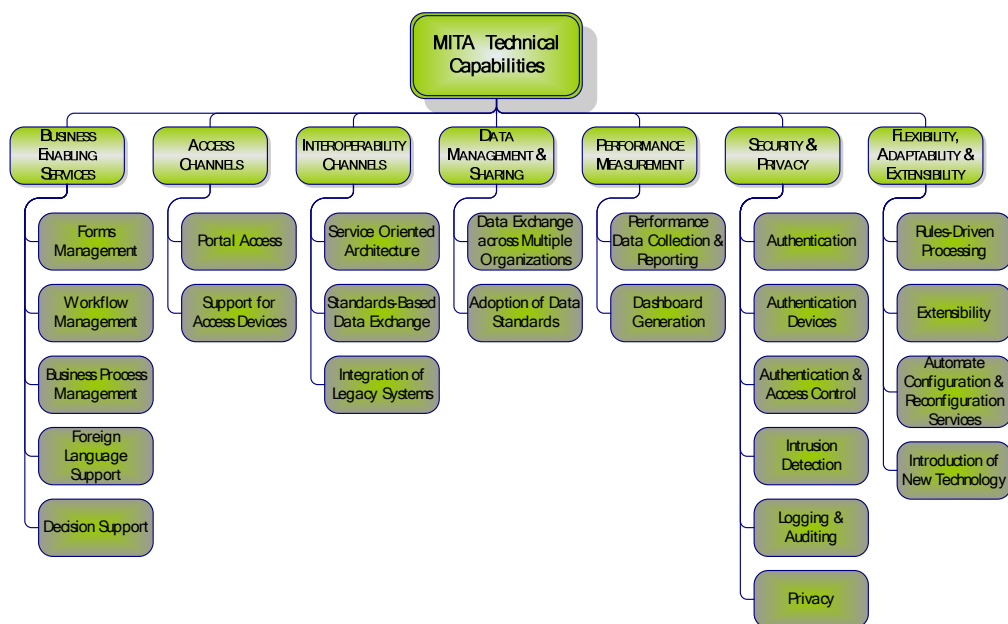 MITA Technical
Capabilities
BUSINESS
ENABLING
SERVICES
ACCESS
CHANNELS
INTEROPERABILITY
CHANNELS
DATA
MANAGEMENT &
SHARING
PERFORMANCE
MEASUREMENT
SECURITY &
PRIVACY
FLEXIBILITY,
ADAPTABILITY &
EXTENSIBILITY
Forms
Management
Workflow
Management
Business Process
Management
Foreign
Language
Support
Decision Support
Portal Access
Support for
Access Devices
Service Oriented
Architecture
Standards-Based
Data Exchange
Integration of
Legacy Systems
Data Exchange
across Multiple
Organizations
Adoption of Data
Standards
Performance
Data Collection &
Reporting
Dashboard
Generation
Authentication
Authentication
Devices
Authentication &
Access Control
Intrusion
Detection
Logging &
Auditing
Privacy
Rules-Driven
Processing
Extensibility
Automate
Configuration &
Reconfiguration
Services
Introduction of
New Technology